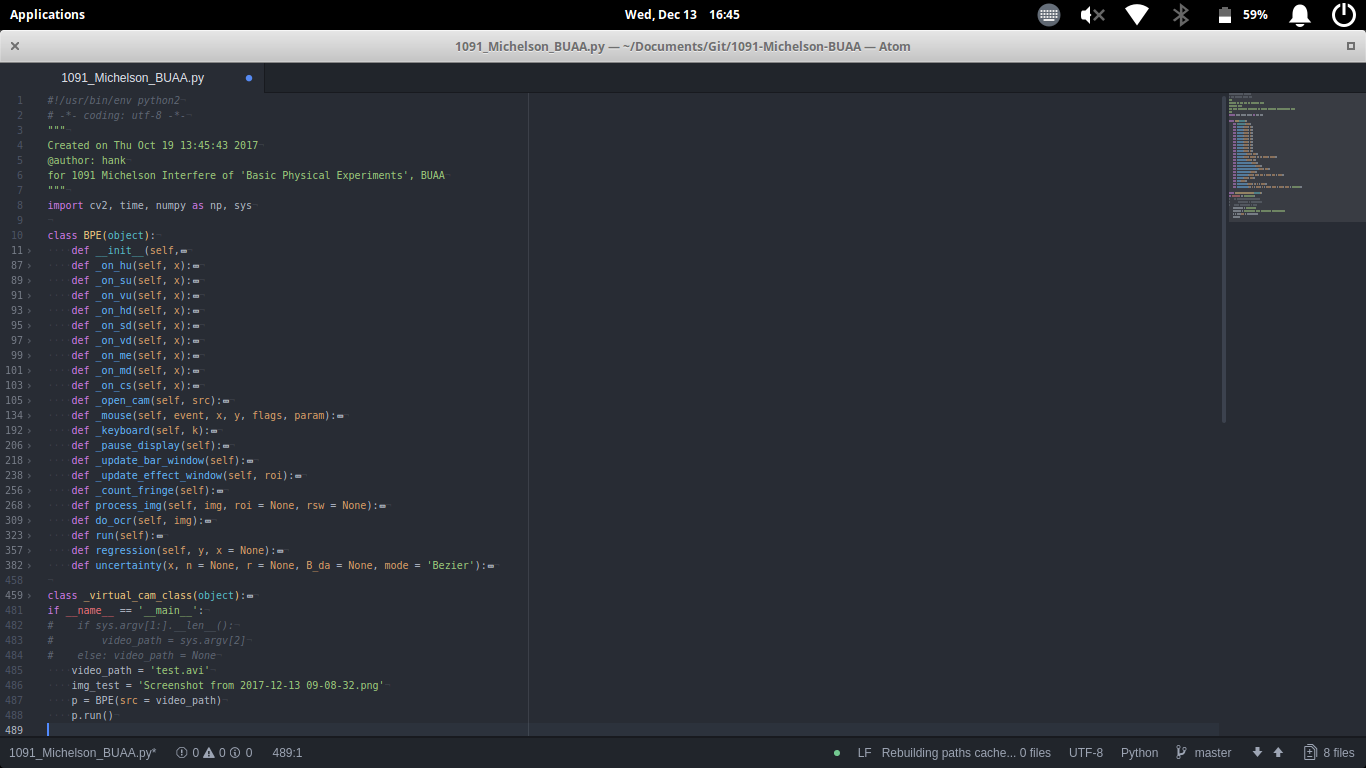 Applications Wed, Dec 13 16:45 59%
1091_Michelson_BUAA.py — ~/Documents/Git/1091-Michelson-BUAA — Atom
1091_Michelson_BUAA.py
1 #!/usr/bin/env python2
2 # -*- coding: utf-8 -*-
3 """
4 Created on Thu Oct 19 13:45:43 2017
5 @author: hank
6 for 1091 Michelson Interfere of 'Basic Physical Experiments', BUAA
7 """
8 import cv2, time, numpy as np, sys
9
10 class BPE(object):
11 def __init__(self,
87 def _on_hu(self, x):
89 def _on_su(self, x):
91 def _on_vu(self, x):
93 def _on_hd(self, x):
95 def _on_sd(self, x):
97 def _on_vd(self, x):
99 def _on_me(self, x):
101 def _on_md(self, x):
103 def _on_cs(self, x):
105 def _open_cam(self, src):
134 def _mouse(self, event, x, y, flags, param):
192 def _keyboard(self, k):
206 def _pause_display(self):
218 def _update_bar_window(self):
238 def _update_effect_window(self, roi):
256 def _count_fringe(self):
268 def process_img(self, img, roi = None, rsw = None):
309 def do_ocr(self, img):
323 def run(self):
357 def regression(self, y, x = None):
382 def uncertainty(x, n = None, r = None, B_da = None, mode = 'Bezier'):
458
459 class _virtual_cam_class(object):
481 if __name__ == '__main__':
482 # if sys.argv[1:].__len__():
483 # video_path = sys.argv[2]
484 # else: video_path = None
485 video_path = 'test.avi'
486 img_test = 'Screenshot from 2017-12-13 09-08-32.png'
487 p = BPE(src = video_path)
488 p.run()
489
1091_Michelson_BUAA.py* 0 0 0 489:1 LF Rebuilding paths cache... 0 files UTF-8 Python master 8 files